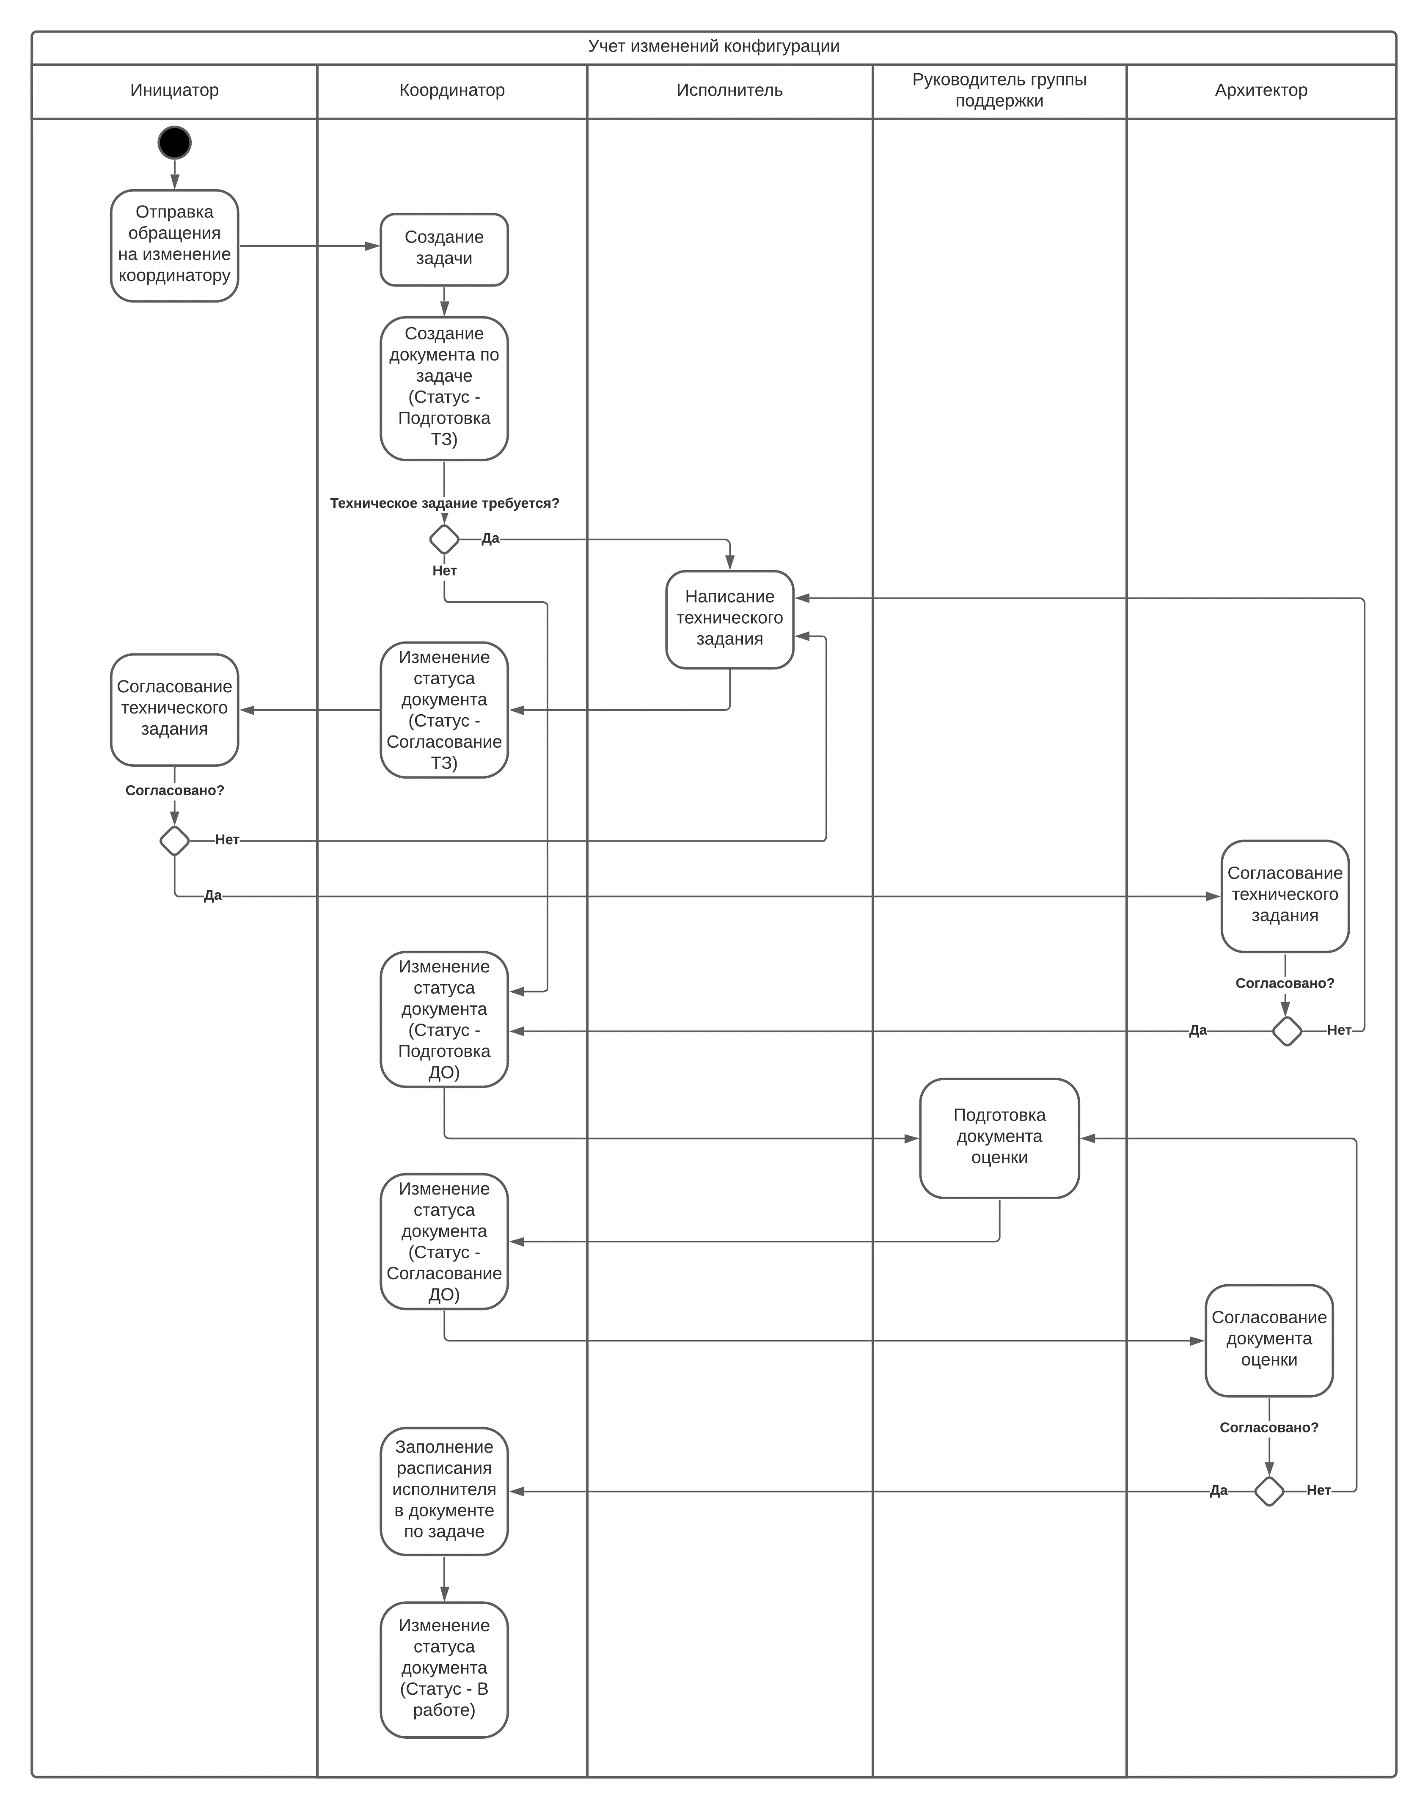 Учет изменений конфигурации
Инициатор
Координатор
Исполнитель
Руководитель группы
поддержки
Архитектор
Отправка
обращения
на изменение
координатору
Создание
задачи
Создание
документа по
задаче
(Статус -
Подготовка
ТЗ)
Техническое задание требуется?
Да
Нет
Написание
технического
задания
Изменение
статуса
документа
(Статус -
Согласование
ТЗ)
Согласование
технического
задания
Согласовано?
Нет
Да
Согласование
технического
задания
Согласовано?
Да
Нет
Изменение
статуса
документа
(Статус -
Подготовка
ДО)
Подготовка
документа
оценки
Изменение
статуса
документа
(Статус -
Согласование
ДО)
Согласование
документа
оценки
Согласовано?
Да
Нет
Заполнение
расписания
исполнителя
в документе
по задаче
Изменение
статуса
документа
(Статус - В
работе)